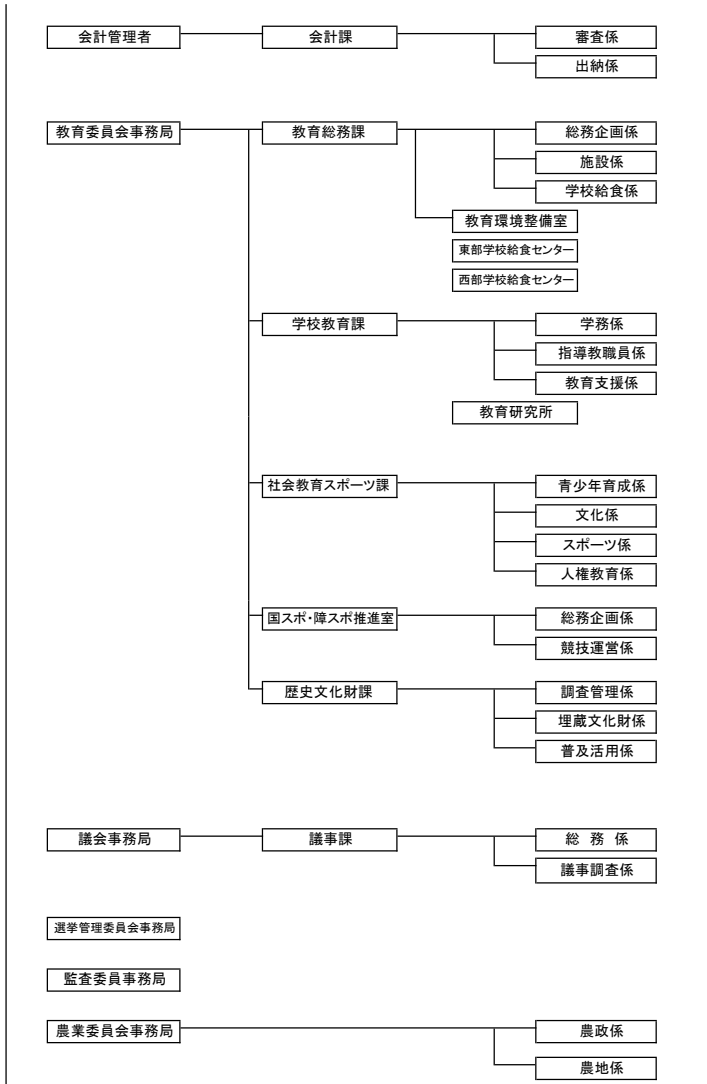 会計管理者 会計課 審査係
出納係
教育委員会事務局 教育総務課 総務企画係
施設係
学校給食係
教育環境整備室
東部学校給食センター
西部学校給食センター
学校教育課 学務係
指導教職員係
教育支援係
教育研究所
社会教育スポーツ課 青少年育成係
文化係
スポーツ係
人権教育係
国スポ・障スポ推進室 総務企画係
競技運営係
歴史文化財課 調査管理係
埋蔵文化財係
普及活用係
議会事務局 議事課 総 務 係
議事調査係
選挙管理委員会事務局
監査委員事務局
農業委員会事務局 農政係
農地係